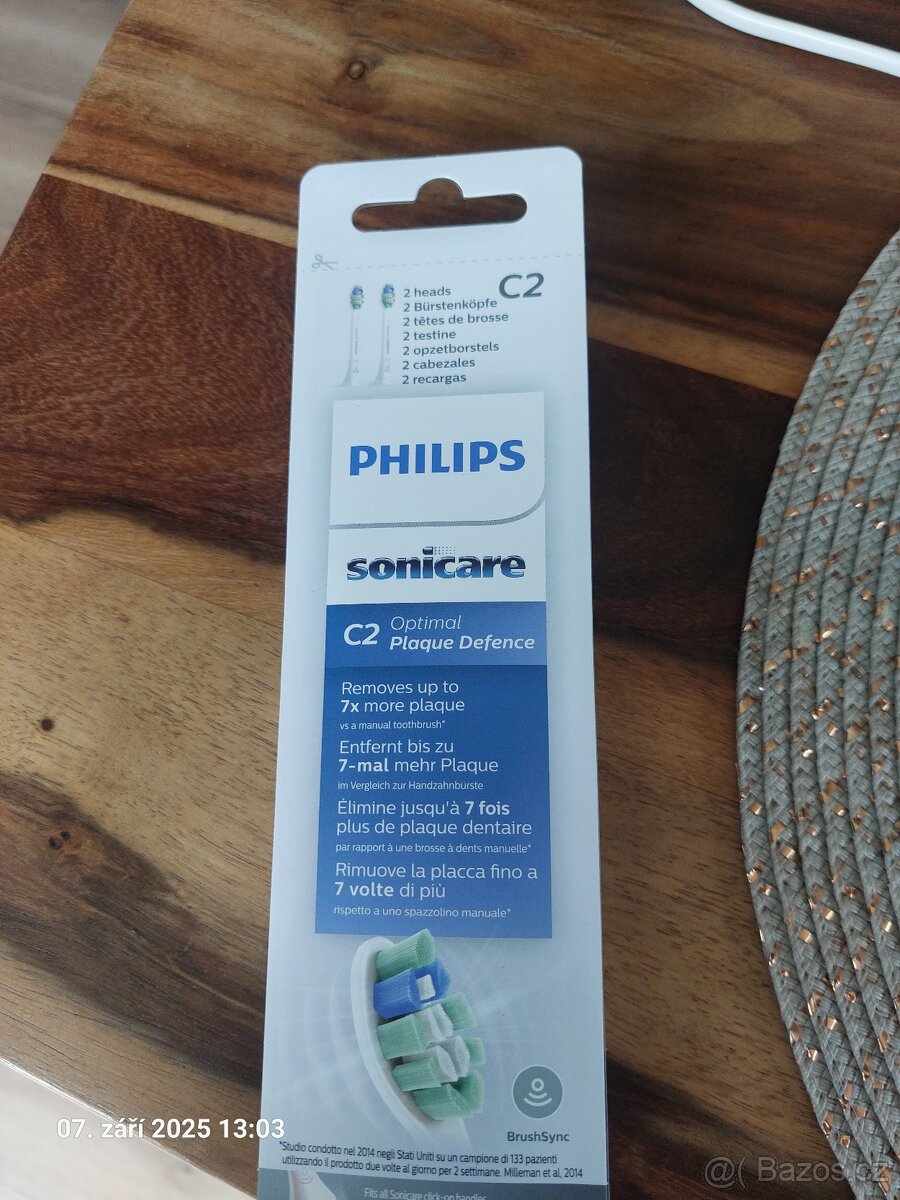 C2
2 heads
2 Bürstenköpfe
2 têtes de brosse
2 testine
2 opzetborstels
2 cabezales
2 recargas
PHILIPS
sonicare
C2 Optimal
Plaque Defence
Removes up to
7x more plaque
vs a manual toothbrush*
Entfernt bis zu
7-mal mehr Plaque
im Vergleich zur Handzahnbürste
Élimine jusqu'à 7 fois
plus de plaque dentaire
par rapport à une brosse à dents manuelle*
Rimuove la placca fino a
7 volte di più
rispetto a uno spazzolino manuale*
BrushSync
07. září 2025 13:03
*Studio condotto nel 2014 negli Stati Uniti su un campione di 133 pazienti
utilizzando il prodotto due volte al giorno per 2 settimane. Milleman et al, 2014
Fits all Sonicare click-on
@( Bazos.cz